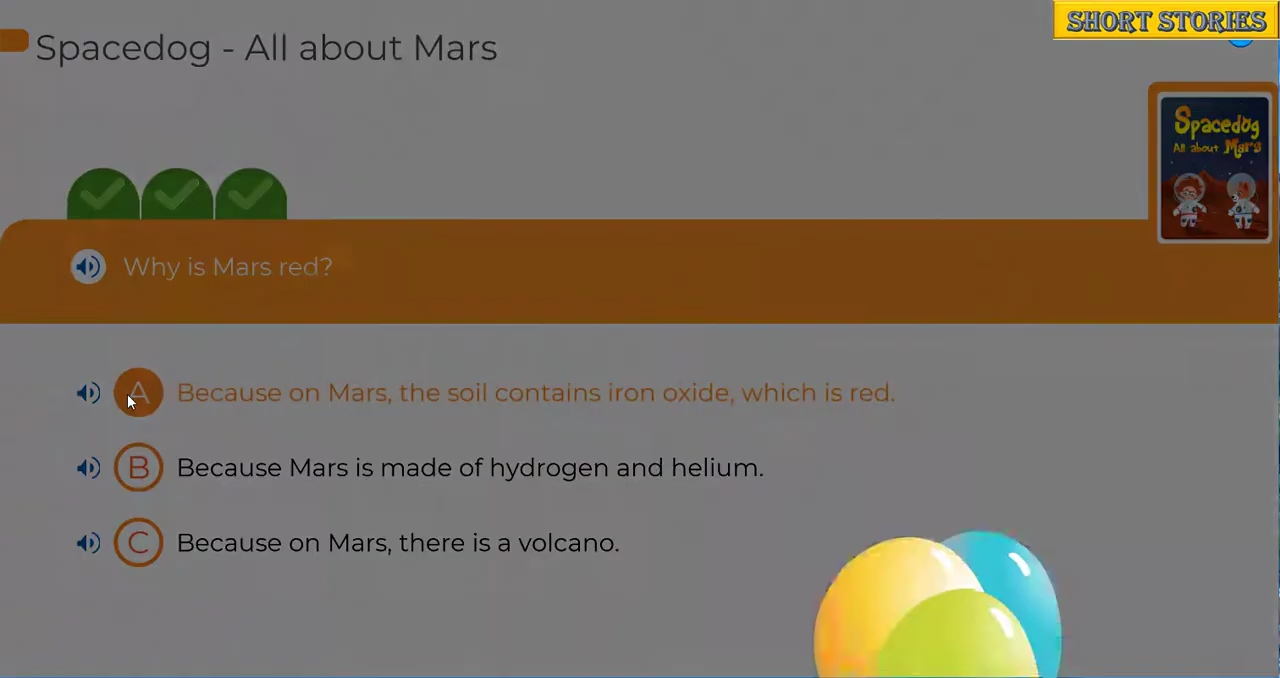 SHORT STORIES
Spacedog - All about Mars
Spacedog
All about Mars
Why is Mars red?
A Because on Mars, the soil contains iron oxide, which is red.
B Because Mars is made of hydrogen and helium.
C Because on Mars, there is a volcano.